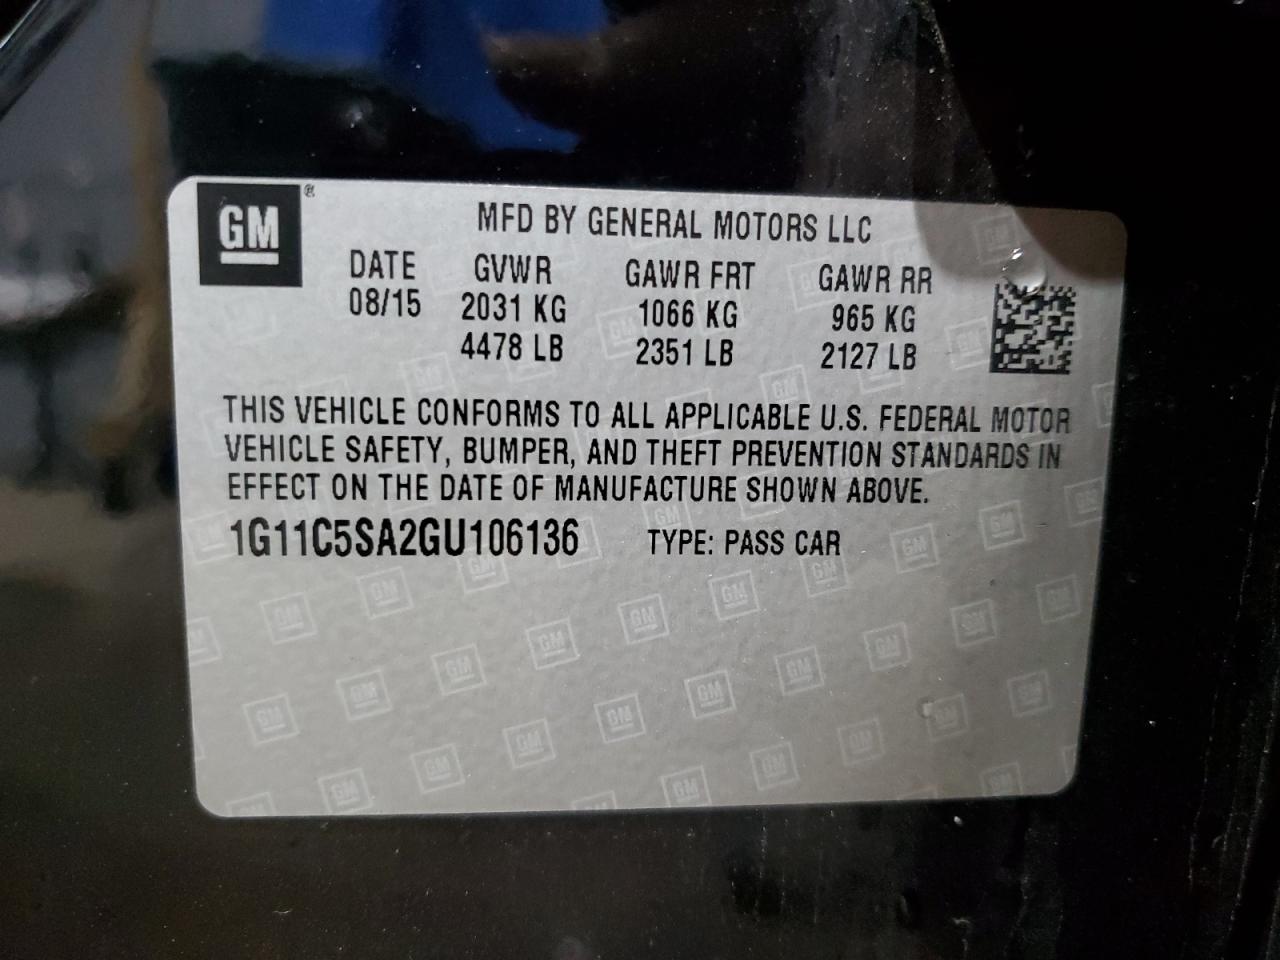 GM ®
MFD BY GENERAL MOTORS LLC
DATE GVWR GAWR FRT GAWR RR
08/15 2031 KG 1066 KG 965 KG
4478 LB 2351 LB 2127 LB
THIS VEHICLE CONFORMS TO ALL APPLICABLE U.S. FEDERAL MOTOR
VEHICLE SAFETY, BUMPER, AND THEFT PREVENTION STANDARDS IN
EFFECT ON THE DATE OF MANUFACTURE SHOWN ABOVE.
1G11C5SA2GU106136 TYPE: PASS CAR